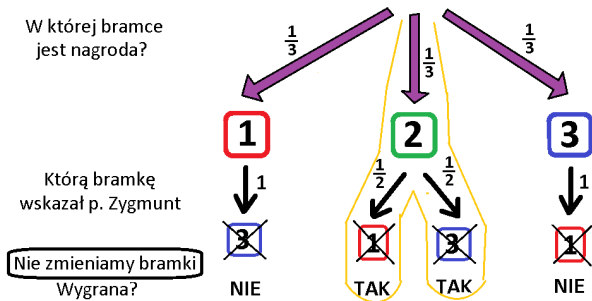 W której bramce
jest nagroda?
1/3 1/3 1/3
1 2 3
Którą bramkę
wskazał p. Zygmunt
1 1/2 1/2 1
3 1 3 1
Nie zmieniamy bramki
Wygrana?
NIE TAK TAK NIE